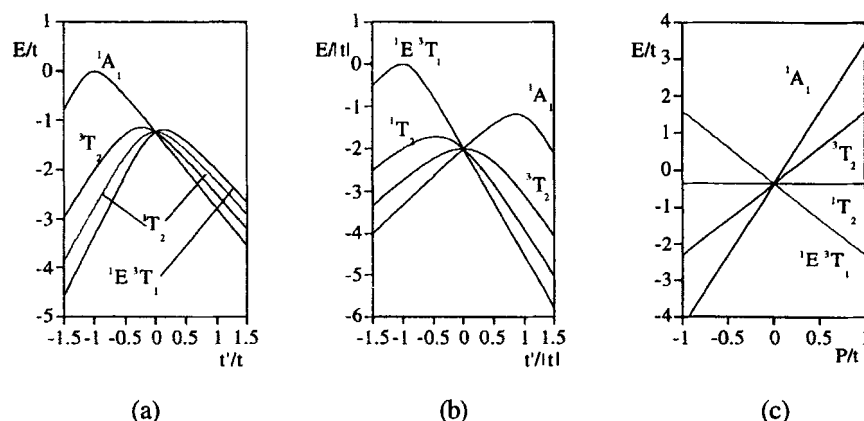 E/t
1
0
-1
-2
-3
-4
-5
¹A₁
³T₂
¹T₂
¹E ³T₁
-1.5 -1 -0.5 0 0.5 1 1.5
t'/t
(a)
E/|t|
1
0
-1
-2
-3
-4
-5
-6
¹E ³T₁
¹A₁
¹T₂
³T₂
-1.5 -1 -0.5 0 0.5 1 1.5
t'/|t|
(b)
E/t
4
3
2
1
0
-1
-2
-3
4
¹A₁
³T₂
¹T₂
¹E ³T₁
-1 -0.5 0 0.5 1
P/t
(c)